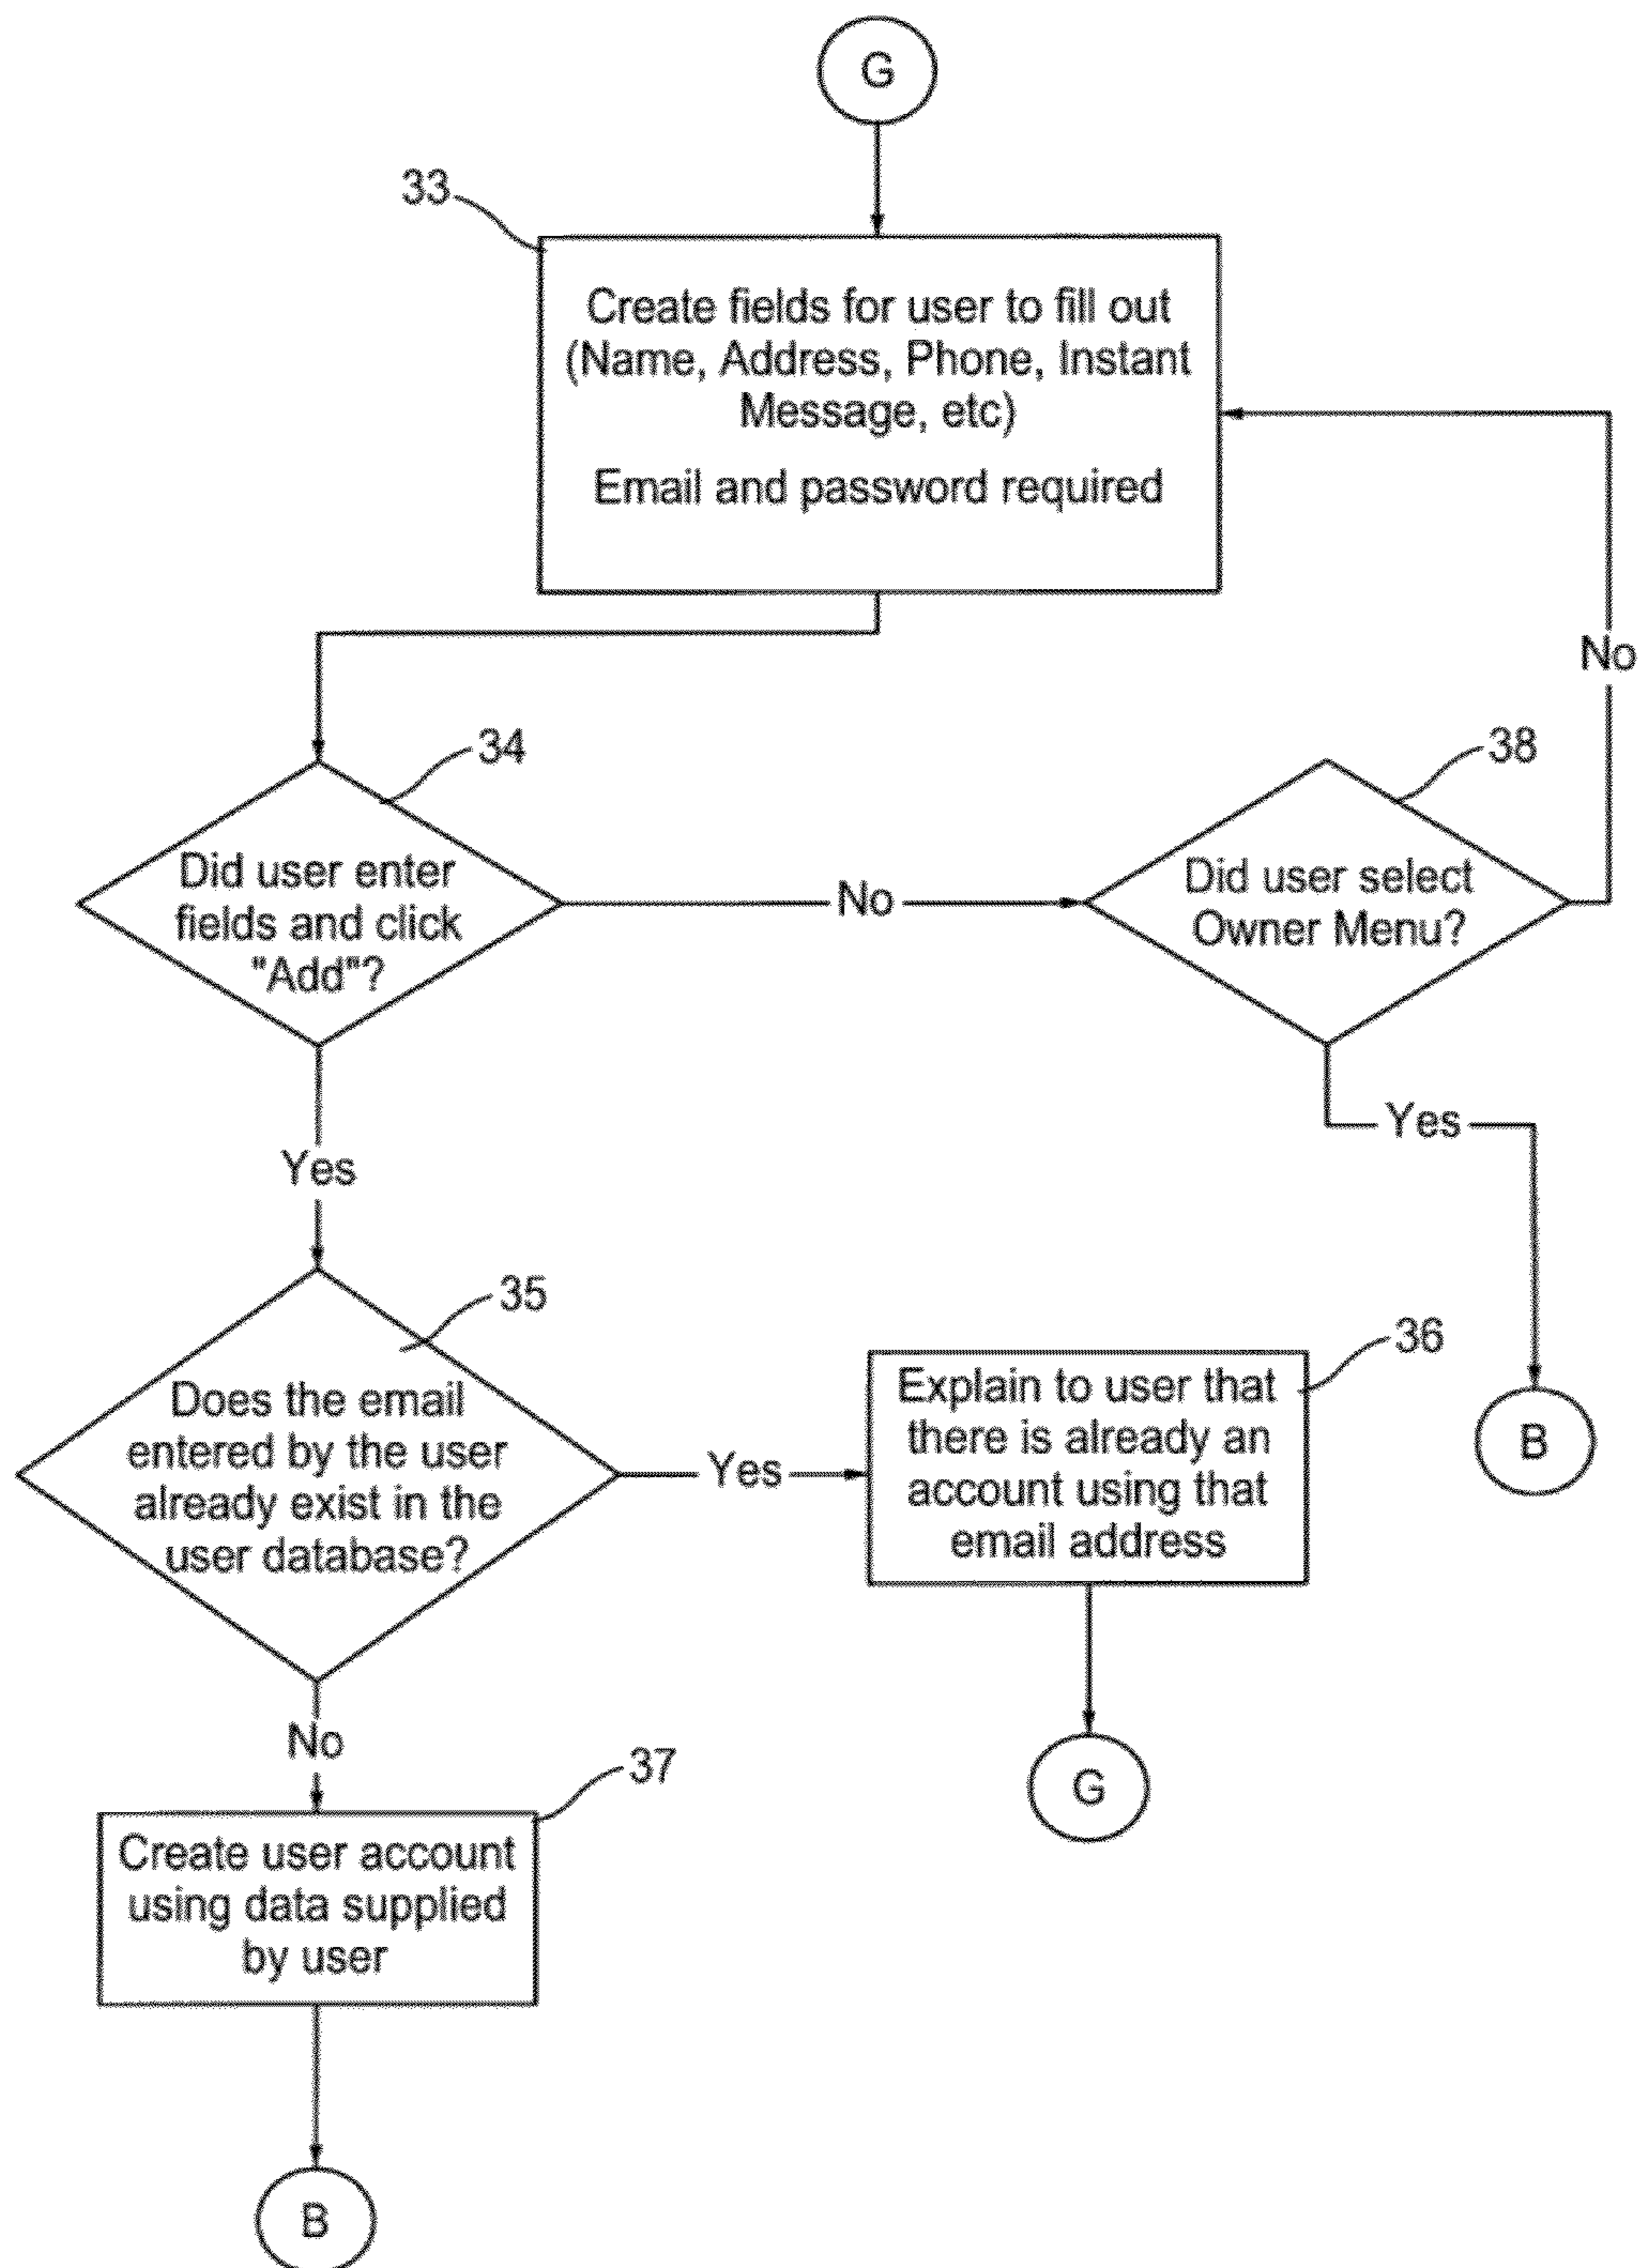 G
33
Create fields for user to fill out
(Name, Address, Phone, Instant
Message, etc)
Email and password required
No
34
Did user enter
fields and click
"Add"?
No
38
Did user select
Owner Menu?
Yes
Yes
B
35
Does the email
entered by the user
already exist in the
user database?
Yes
36
Explain to user that
there is already an
account using that
email address
G
No
37
Create user account
using data supplied
by user
B